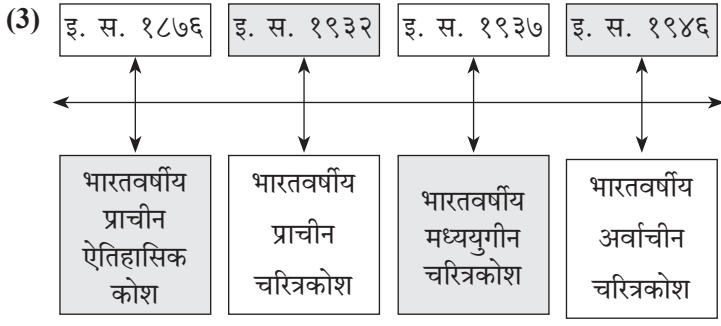 (3)
इ. स. १८७६
इ. स. १९३२
इ. स. १९३७
इ. स. १९४६
भारतवर्षीय
प्राचीन
ऐतिहासिक
कोश
भारतवर्षीय
प्राचीन
चरित्रकोश
भारतवर्षीय
मध्ययुगीन
चरित्रकोश
भारतवर्षीय
अर्वाचीन
चरित्रकोश